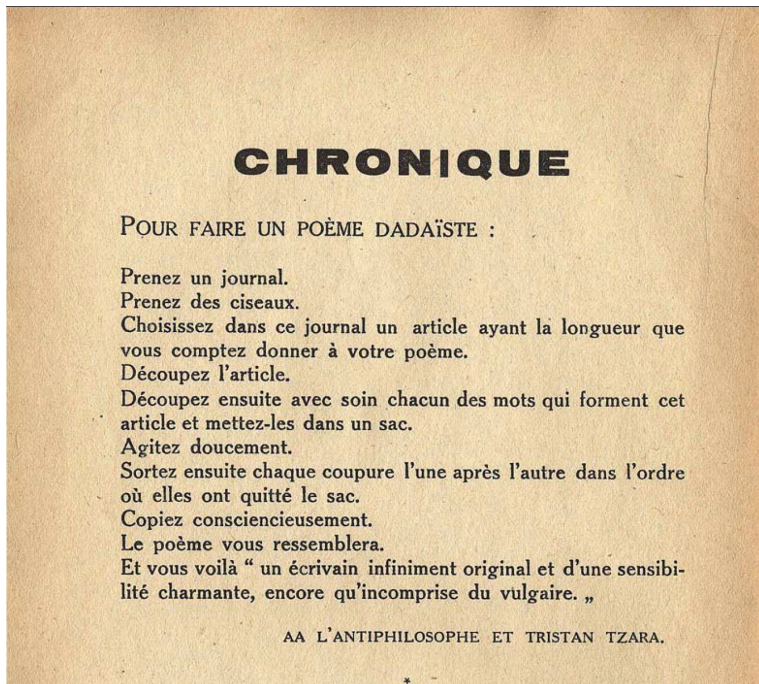 CHRONIQUE
POUR FAIRE UN POÈME DADAÏSTE :
Prenez un journal.
Prenez des ciseaux.
Choisissez dans ce journal un article ayant la longueur que
vous comptez donner à votre poème.
Découpez l'article.
Découpez ensuite avec soin chacun des mots qui forment cet
article et mettez-les dans un sac.
Agitez doucement.
Sortez ensuite chaque coupure l'une après l'autre dans l'ordre
où elles ont quitté le sac.
Copiez consciencieusement.
Le poème vous ressemblera.
Et vous voilà “ un écrivain infiniment original et d'une sensibi-
lité charmante, encore qu'incomprise du vulgaire. „
AA L'ANTIPHILOSOPHE ET TRISTAN TZARA.
*